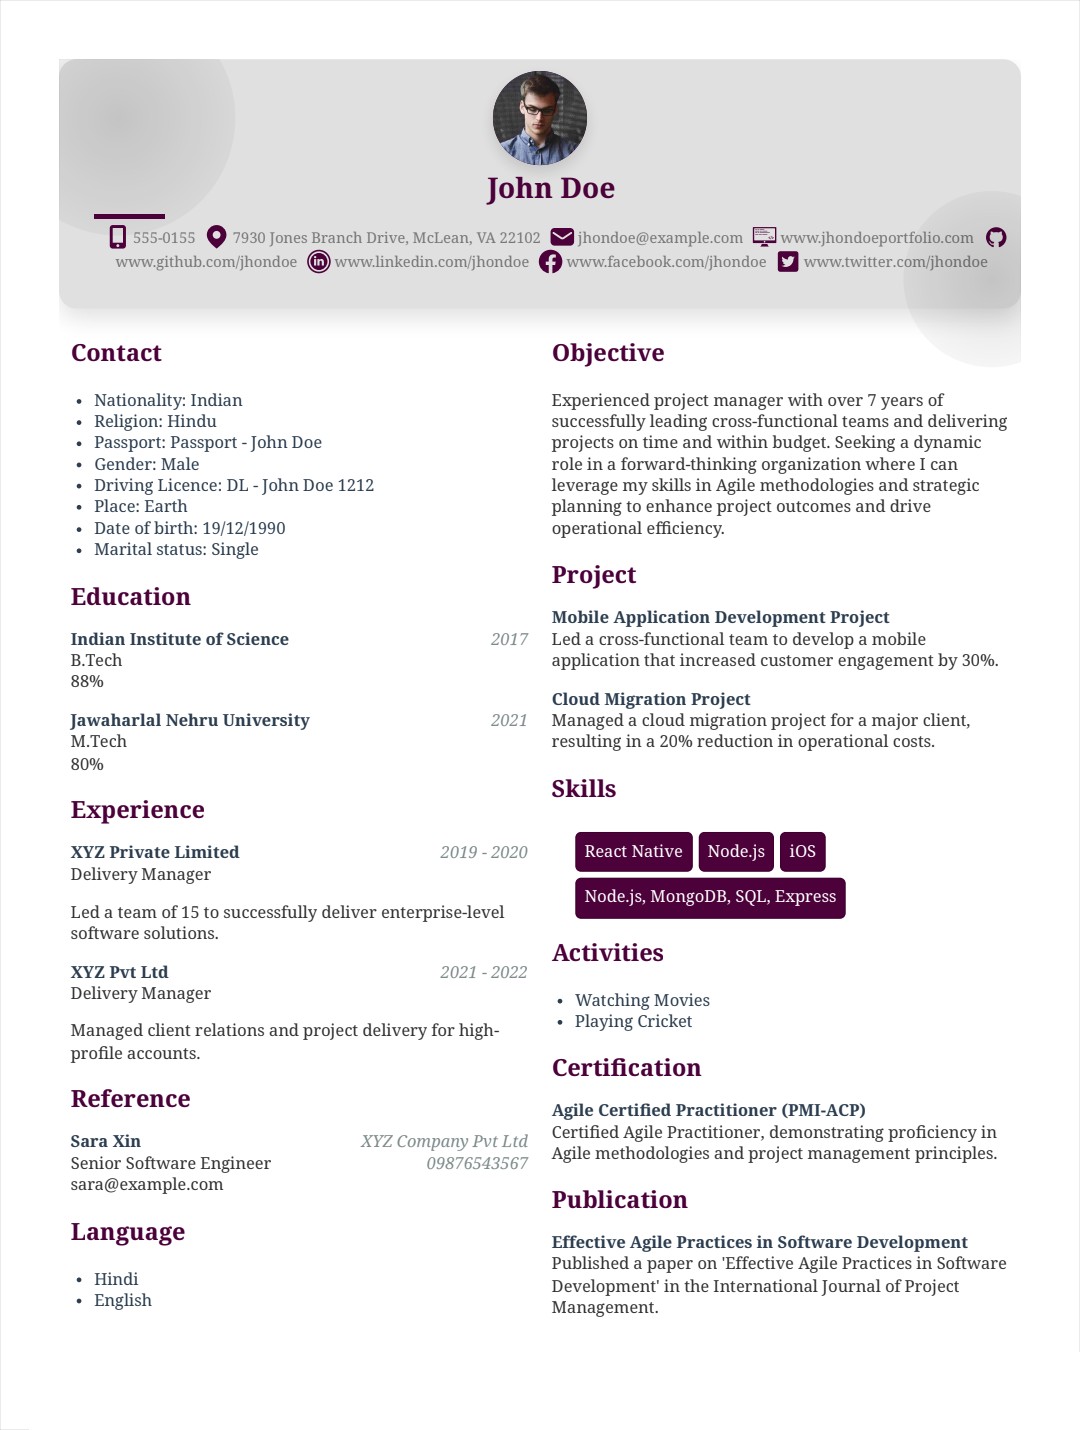 John Doe
555-0155 7930 Jones Branch Drive, McLean, VA 22102 jhondoe@example.com www.jhondoeportfolio.com
www.github.com/jhondoe www.linkedin.com/jhondoe www.facebook.com/jhondoe www.twitter.com/jhondoe
Contact
• Nationality: Indian
• Religion: Hindu
• Passport: Passport - John Doe
• Gender: Male
• Driving Licence: DL - John Doe 1212
• Place: Earth
• Date of birth: 19/12/1990
• Marital status: Single
Education
Indian Institute of Science 2017
B.Tech
88%
Jawaharlal Nehru University 2021
M.Tech
80%
Experience
XYZ Private Limited 2019 - 2020
Delivery Manager
Led a team of 15 to successfully deliver enterprise-level
software solutions.
XYZ Pvt Ltd 2021 - 2022
Delivery Manager
Managed client relations and project delivery for high-
profile accounts.
Reference
Sara Xin XYZ Company Pvt Ltd
Senior Software Engineer 09876543567
sara@example.com
Language
• Hindi
• English
Objective
Experienced project manager with over 7 years of
successfully leading cross-functional teams and delivering
projects on time and within budget. Seeking a dynamic
role in a forward-thinking organization where I can
leverage my skills in Agile methodologies and strategic
planning to enhance project outcomes and drive
operational efficiency.
Project
Mobile Application Development Project
Led a cross-functional team to develop a mobile
application that increased customer engagement by 30%.
Cloud Migration Project
Managed a cloud migration project for a major client,
resulting in a 20% reduction in operational costs.
Skills
React Native Node.js iOS
Node.js, MongoDB, SQL, Express
Activities
• Watching Movies
• Playing Cricket
Certification
Agile Certified Practitioner (PMI-ACP)
Certified Agile Practitioner, demonstrating proficiency in
Agile methodologies and project management principles.
Publication
Effective Agile Practices in Software Development
Published a paper on 'Effective Agile Practices in Software
Development' in the International Journal of Project
Management.